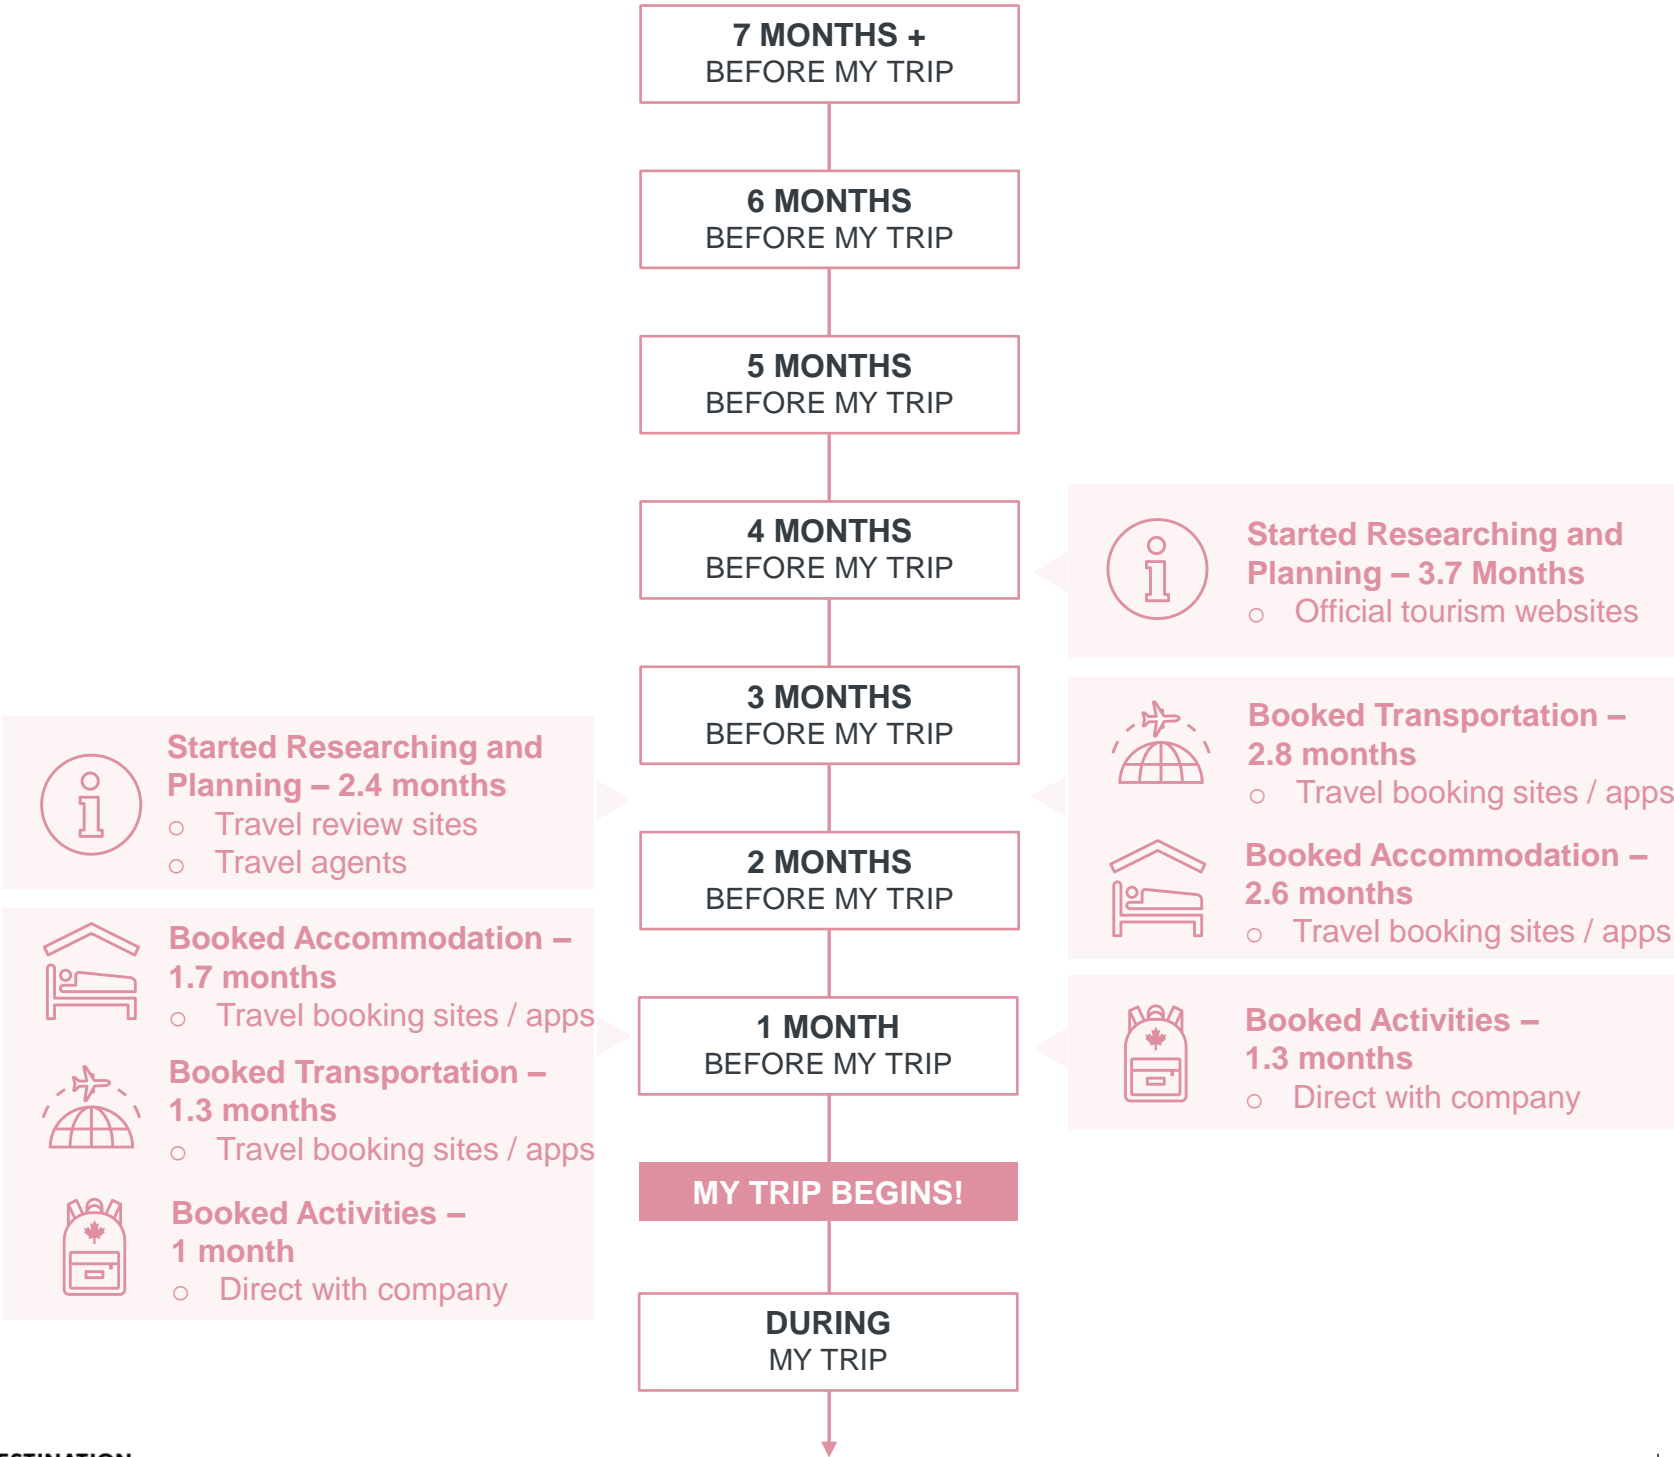 7 MONTHS +
BEFORE MY TRIP
6 MONTHS
BEFORE MY TRIP
5 MONTHS
BEFORE MY TRIP
4 MONTHS
BEFORE MY TRIP
3 MONTHS
BEFORE MY TRIP
2 MONTHS
BEFORE MY TRIP
1 MONTH
BEFORE MY TRIP
MY TRIP BEGINS!
DURING
MY TRIP
Started Researching and
Planning – 2.4 months
○ Travel review sites
○ Travel agents
Booked Accommodation –
1.7 months
○ Travel booking sites / apps
Booked Transportation –
1.3 months
○ Travel booking sites / apps
Booked Activities –
1 month
○ Direct with company
Started Researching and
Planning – 3.7 Months
○ Official tourism websites
Booked Transportation –
2.8 months
○ Travel booking sites / apps
Booked Accommodation –
2.6 months
○ Travel booking sites / apps
Booked Activities –
1.3 months
○ Direct with company